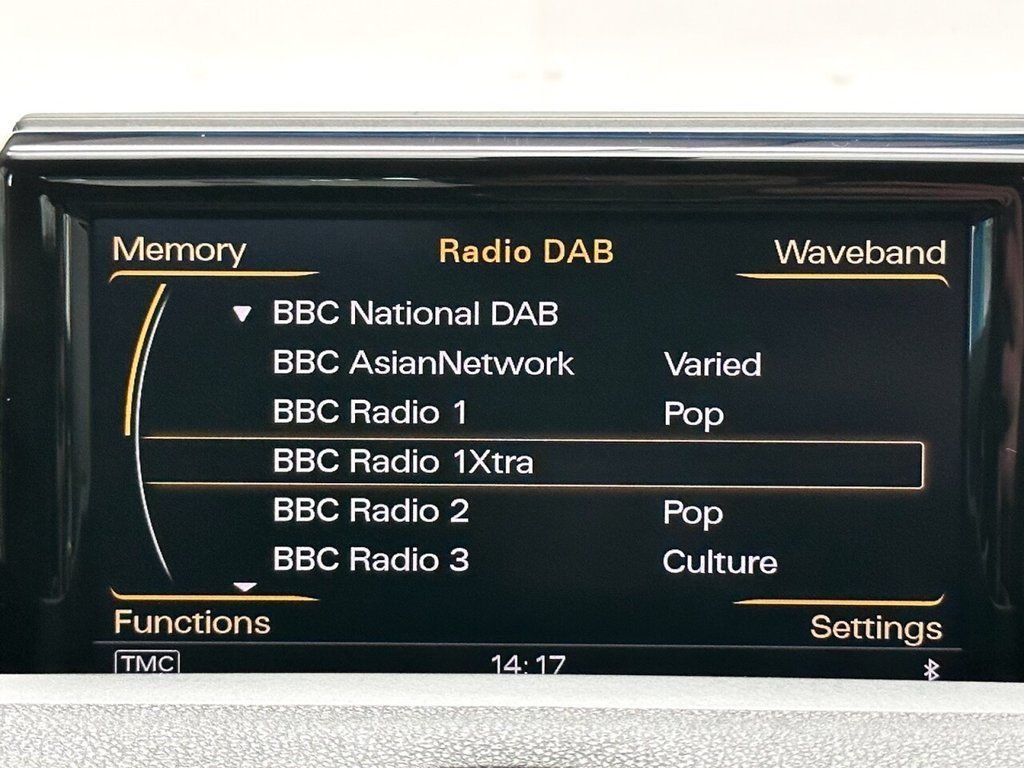 Memory Radio DAB Waveband
BBC National DAB
BBC AsianNetwork Varied
BBC Radio 1 Pop
BBC Radio 1Xtra
BBC Radio 2 Pop
BBC Radio 3 Culture
Functions Settings
TMC 14:17